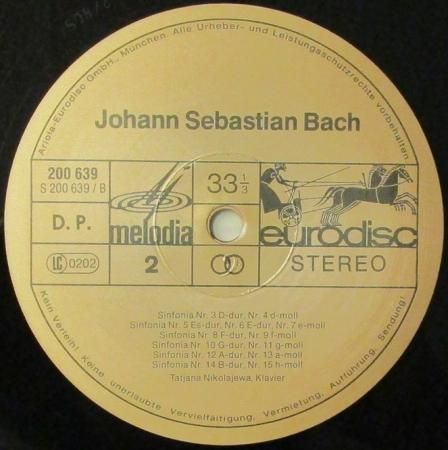 Ariola-Eurodisc GmbH., München. Alle Urheber- und Leistungsschutzrechte vorbehalten.
Johann Sebastian Bach
200 639
S 200 639 / B
33 1/3
D. P.
melodia
eurodisc
LC 0202
2
STEREO
Sinfonia Nr. 3 D-dur, Nr. 4 d-moll
Sinfonia Nr. 5 Es-dur, Nr. 6 E-dur, Nr. 7 e-moll
Sinfonia Nr. 8 F-dur, Nr. 9 f-moll
Sinfonia Nr. 10 G-dur, Nr. 11 g-moll
Sinfonia Nr. 12 A-dur, Nr. 13 a-moll
Sinfonia Nr. 14 B-dur, Nr. 15 h-moll
Tatjana Nikolajewa, Klavier
Kein Verleih! Keine unerlaubte Vervielfältigung, Vermietung, Aufführung, Sendung!